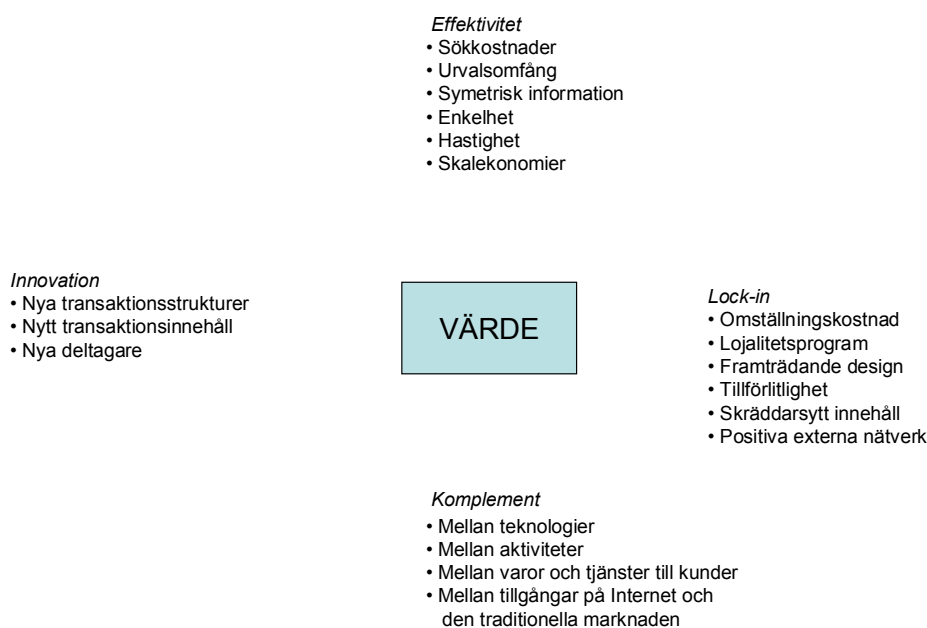 Effektivitet
• Sökkostnader
• Urvalsomfång
• Symetrisk information
• Enkelhet
• Hastighet
• Skalekonomier
Innovation
• Nya transaktionsstrukturer
• Nytt transaktionsinnehåll
• Nya deltagare
VÄRDE
Lock-in
• Omställningskostnad
• Lojalitetsprogram
• Framträdande design
• Tillförlitlighet
• Skräddarsytt innehåll
• Positiva externa nätverk
Komplement
• Mellan teknologier
• Mellan aktiviteter
• Mellan varor och tjänster till kunder
• Mellan tillgångar på Internet och
den traditionella marknaden